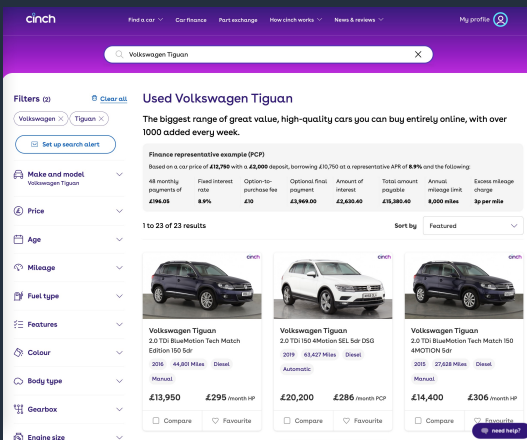 cinch
Find a car
Car finance
Part exchange
How cinch works
News & reviews
My profile
Volkswagen Tiguan
Filters (2)
Clear all
Volkswagen
Tiguan
Set up search alert
Make and model
Volkswagen Tiguan
Price
Age
Mileage
Fuel type
Features
Colour
Body type
Gearbox
Engine size
Used Volkswagen Tiguan
The biggest range of great value, high-quality cars you can buy entirely online, with over
1000 added every week.
Finance representative example (PCP)
Based on a car price of £12,750 with a £2,000 deposit, borrowing £10,750 at a representative APR of 8.9% and the following:
48 monthly payments of £196.05
Fixed interest rate 8.9%
Option-to-purchase fee £10
Optional final payment £3,969.00
Amount of interest £2,630.40
Total amount payable £15,380.40
Annual mileage limit 8,000 miles
Excess mileage charge 3p per mile
1 to 23 of 23 results
Sort by
Featured
cinch
Volkswagen Tiguan
2.0 TDi BlueMotion Tech Match
Edition 150 5dr
2016 44,801 Miles Diesel
Manual
£13,950 £295 /month HP
Compare Favourite
cinch
Volkswagen Tiguan
2.0 TDI 150 4Motion SEL 5dr DSG
2019 63,427 Miles Diesel
Automatic
£20,200 £286 /month PCP
Compare Favourite
cinch
Volkswagen Tiguan
2.0 TDi BlueMotion Tech Match 150
4MOTION 5dr
2015 27,628 Miles Diesel
Manual
£14,400 £306 /month HP
Compare Favourite
need help?